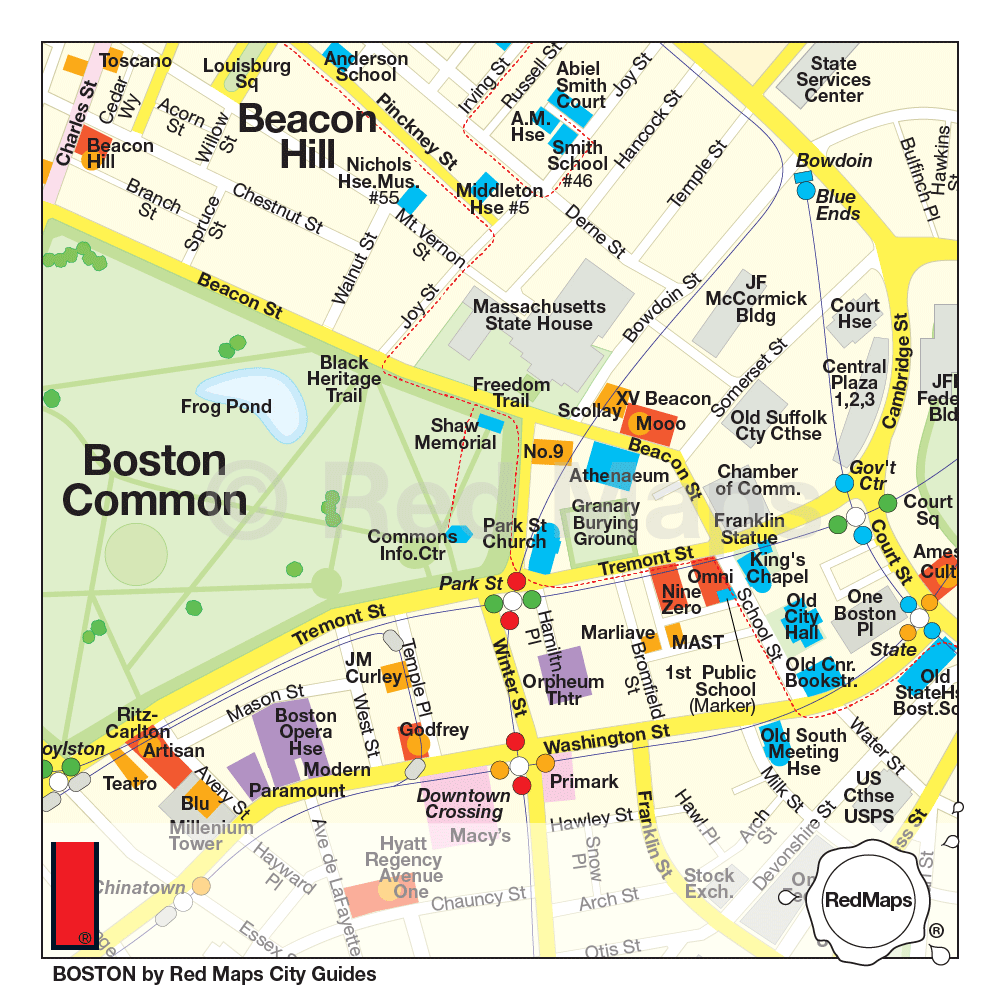 Toscano
Charles St
Cedar
Wy
Louisburg
Sq
Acorn
St
Willow
St
Anderson
School
Pinckney St
Irving St
Russell St
Abiel
Smith
Court
Joy St
A.M.
Hse
Smith
School
#46
Hancock St
State
Services
Center
Beacon
Hill
Beacon
Hill
Nichols
Hse.Mus.
#55
Middleton
Hse #5
Temple St
Bowdoin
Blue
Ends
Bulfinch Pl
Hawkins
St
Branch
St
Spruce
St
Chestnut St
Mt.Vernon
St
Derne St
Walnut St
Beacon St
Joy St
Massachusetts
State House
Bowdoin St
JF
McCormick
Bldg
Court
Hse
Cambridge St
Somerset St
Central
Plaza
1,2,3
Black
Heritage
Trail
Frog Pond
Freedom
Trail
Scollay
XV Beacon
Mooo
Old Suffolk
Cty Cthse
Shaw
Memorial
No.9
Beacon St
Athenaeum
Chamber
of Comm.
Gov't
Ctr
Court
Sq
Boston
Common
© Red Maps
Commons
Info.Ctr
Park St
Church
Granary
Burying
Ground
Franklin
Statue
Tremont St
King's
Chapel
Court St
Park St
Nine
Zero
Omni
School St
Old
City
Hall
One
Boston
Pl
State
Tremont St
Hamiltn
Pl
Marliave
MAST
Bromfield
St
1st Public
School
(Marker)
Old Cnr.
Bookstr.
Old
Winter St
Orpheum
Thtr
JM
Curley
Temple Pl
Mason St
West St
Ritz-
Carlton
Artisan
Boston
Opera
Hse
Godfrey
Modern
Paramount
Teatro
Avery St
Blu
Millenium
Tower
Washington St
Primark
Downtown
Crossing
Macy's
Old South
Meeting
Hse
Water St
Milk St
US
Cthse
USPS
Hawley St
Franklin St
Hawl.Pl
Arch
St
Devonshire St
Snow
Pl
Stock
Exch.
Hyatt
Regency
Avenue
One
Ave de LaFayette
Hayward
Pl
Chinatown
Chauncy St
Arch St
Essex St
Otis St
RedMaps
®
®
BOSTON by Red Maps City Guides